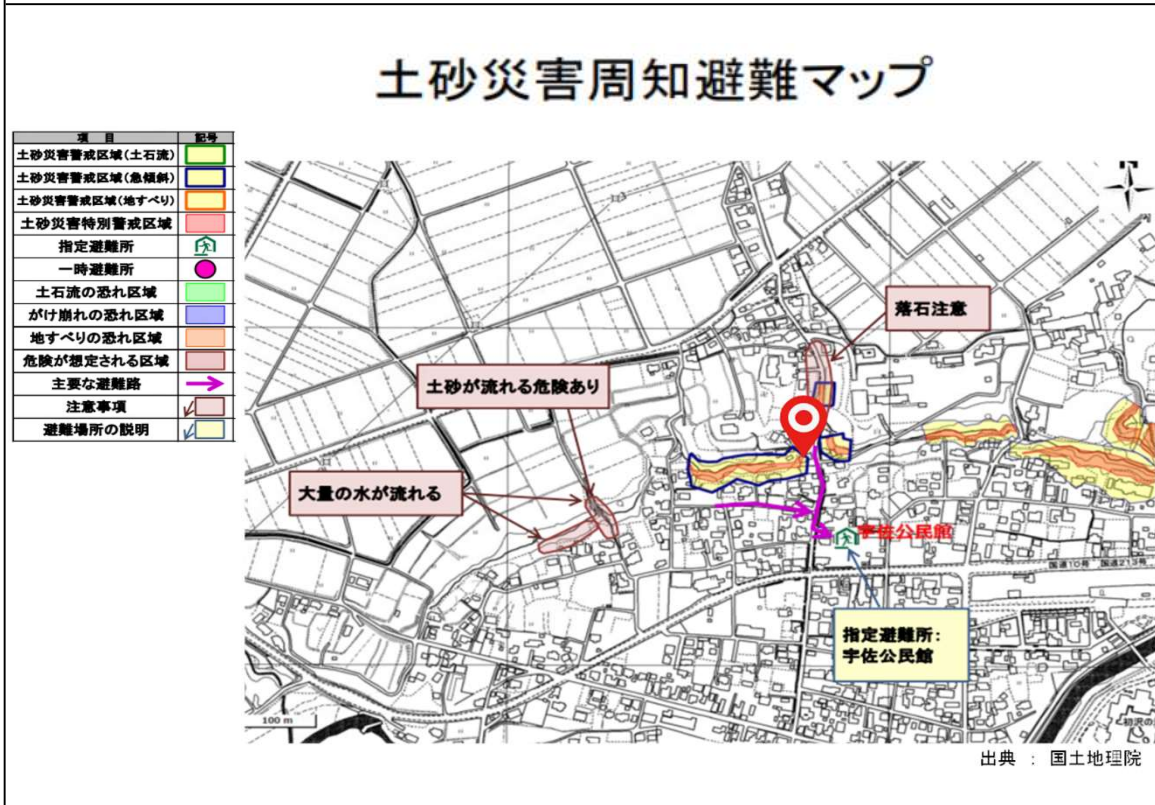 土砂災害周知避難マップ
項 目 記号
土砂災害警戒区域(土石流)
土砂災害警戒区域(急傾斜)
土砂災害警戒区域(地すべり)
土砂災害特別警戒区域
指定避難所
一時避難所
土石流の恐れ区域
がけ崩れの恐れ区域
地すべりの恐れ区域
危険が想定される区域
主要な避難路
注意事項
避難場所の説明
落石注意
土砂が流れる危険あり
大量の水が流れる
宇佐公民館
国道10号 国道213号
指定避難所:
宇佐公民館
100 m
初沢の
出典 : 国土地理院